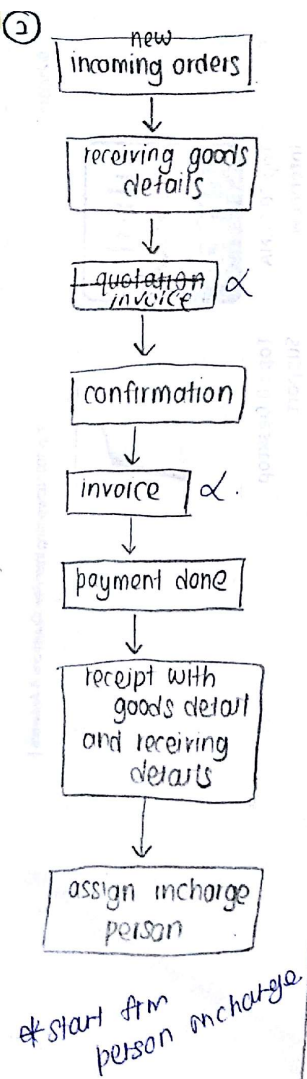 ②
new
incoming orders
receiving goods
details
quotation
invoice α
confirmation
invoice α.
payment done
receipt with
goods detail
and receiving
details
assign incharge
person
*start frm
person incharge